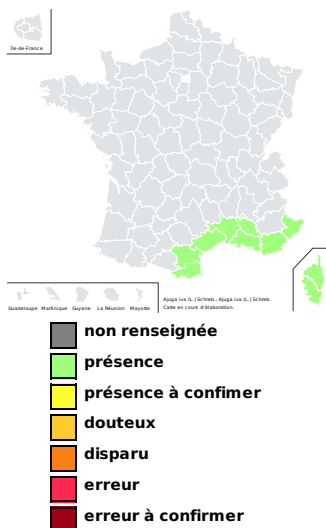 Île-de-France
Guadeloupe Martinique Guyane La Réunion Mayotte
Ajuga iva (L.) Schreb., Ajuga iva (L.) Schreb.
Carte en cours d'élaboration.
non renseignée
présence
présence à confimer
douteux
disparu
erreur
erreur à confirmer